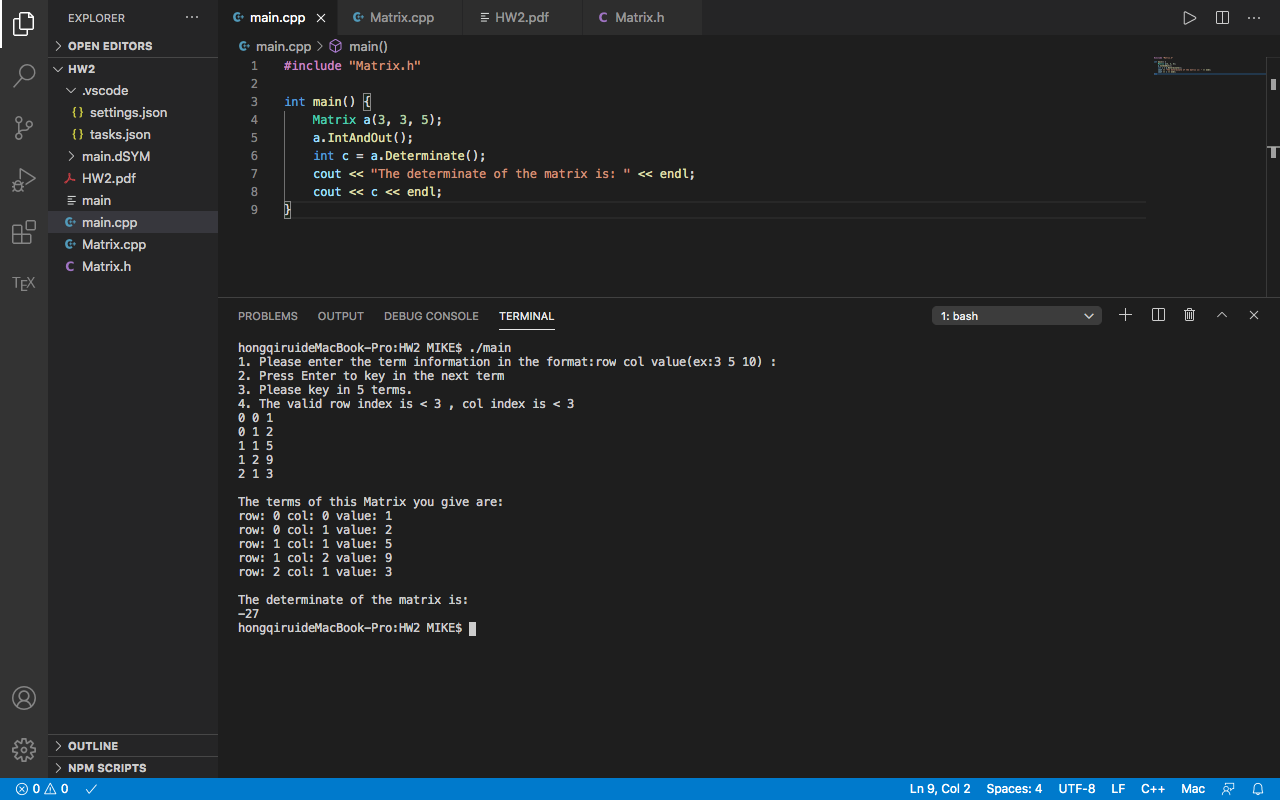 EXPLORER
OPEN EDITORS
HW2
.vscode
{} settings.json
{} tasks.json
main.dSYM
HW2.pdf
main
main.cpp
Matrix.cpp
C Matrix.h
TEX
OUTLINE
NPM SCRIPTS
main.cpp
Matrix.cpp
HW2.pdf
C Matrix.h
main.cpp > main()
1 #include "Matrix.h"
2
3 int main() {
4 Matrix a(3, 3, 5);
5 a.IntAndOut();
6 int c = a.Determinate();
7 cout << "The determinate of the matrix is: " << endl;
8 cout << c << endl;
9 }
PROBLEMS OUTPUT DEBUG CONSOLE TERMINAL 1: bash
hongqiruideMacBook-Pro:HW2 MIKE$ ./main
1. Please enter the term information in the format:row col value(ex:3 5 10) :
2. Press Enter to key in the next term
3. Please key in 5 terms.
4. The valid row index is < 3 , col index is < 3
0 0 1
0 1 2
1 1 5
1 2 9
2 1 3
The terms of this Matrix you give are:
row: 0 col: 0 value: 1
row: 0 col: 1 value: 2
row: 1 col: 1 value: 5
row: 1 col: 2 value: 9
row: 2 col: 1 value: 3
The determinate of the matrix is:
-27
hongqiruideMacBook-Pro:HW2 MIKE$
0 0 Ln 9, Col 2 Spaces: 4 UTF-8 LF C++ Mac